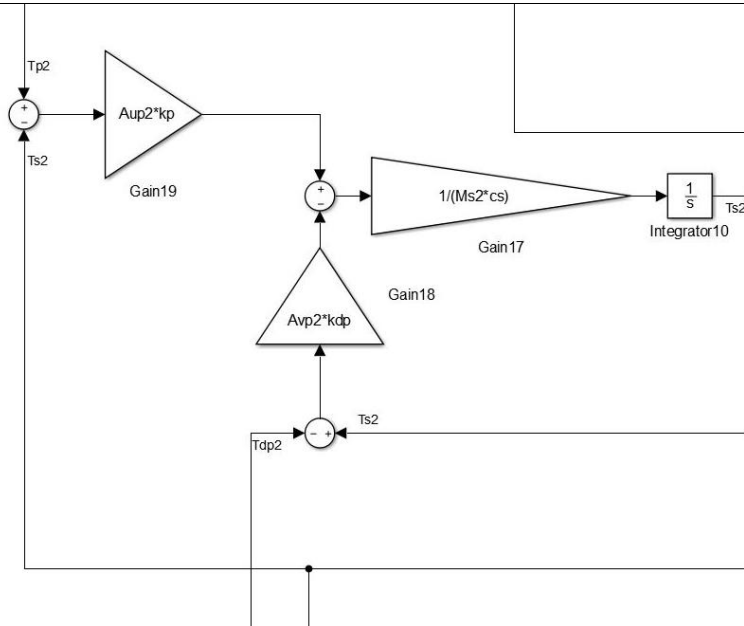 Tp2
+
−
Ts2
Aup2*kp
Gain19
+
−
1/(Ms2*cs)
Gain17
1
s
Integrator10
Ts2
Avp2*kdp
Gain18
− +
Ts2
Tdp2